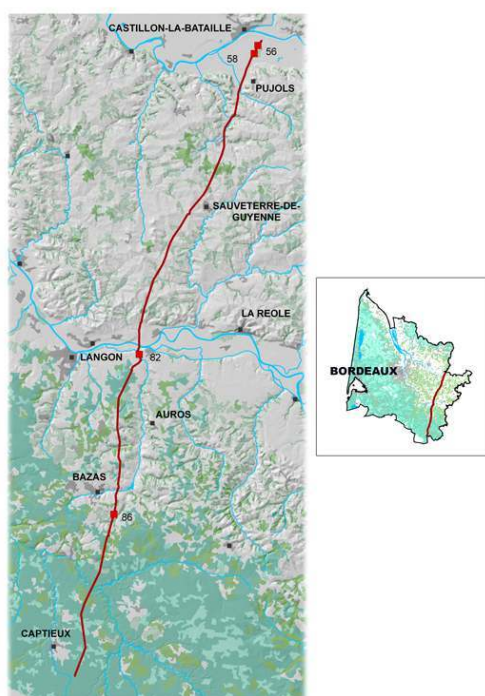 CASTILLON-LA-BATAILLE
56
58
PUJOLS
SAUVETERRE-DE-
GUYENNE
LA REOLE
LANGON
82
AUROS
BAZAS
86
CAPTIEUX
BORDEAUX